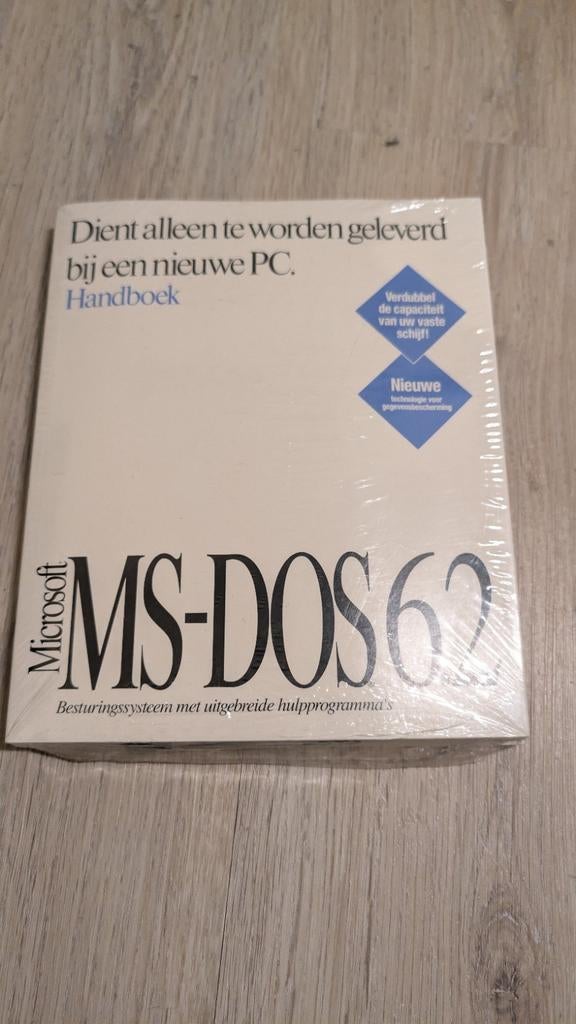 Dient alleen te worden geleverd
bij een nieuwe PC.
Handboek
Verdubbel
de capaciteit
van uw vaste
schijf!
Nieuwe
technologie voor
gegevensbescherming
Microsoft
MS-DOS 6.2
Besturingssysteem met uitgebreide hulpprogramma's